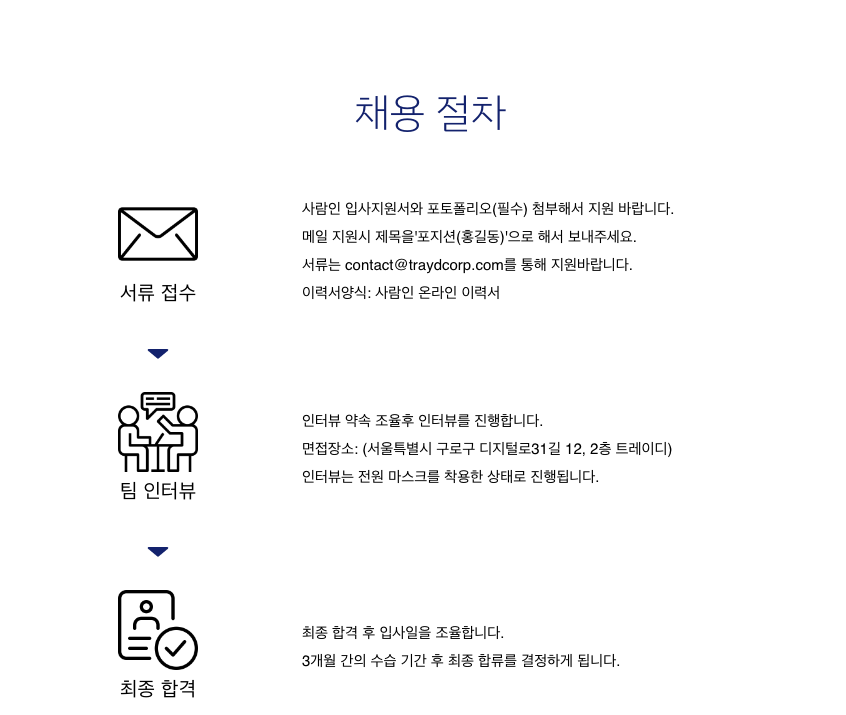 채용 절차
사람인 입사지원서와 포토폴리오(필수) 첨부해서 지원 바랍니다.
메일 지원시 제목을'포지션(홍길동)'으로 해서 보내주세요.
서류는 contact@traydcorp.com를 통해 지원바랍니다.
이력서양식: 사람인 온라인 이력서
서류 접수
인터뷰 약속 조율후 인터뷰를 진행합니다.
면접장소: (서울특별시 구로구 디지털로31길 12, 2층 트레이디)
인터뷰는 전원 마스크를 착용한 상태로 진행됩니다.
팀 인터뷰
최종 합격 후 입사일을 조율합니다.
3개월 간의 수습 기간 후 최종 합류를 결정하게 됩니다.
최종 합격